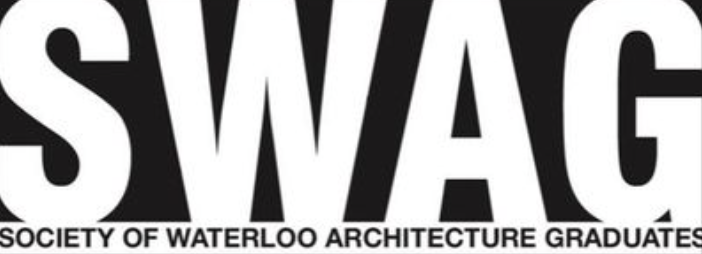 SWAG
SOCIETY OF WATERLOO ARCHITECTURE GRADUATES